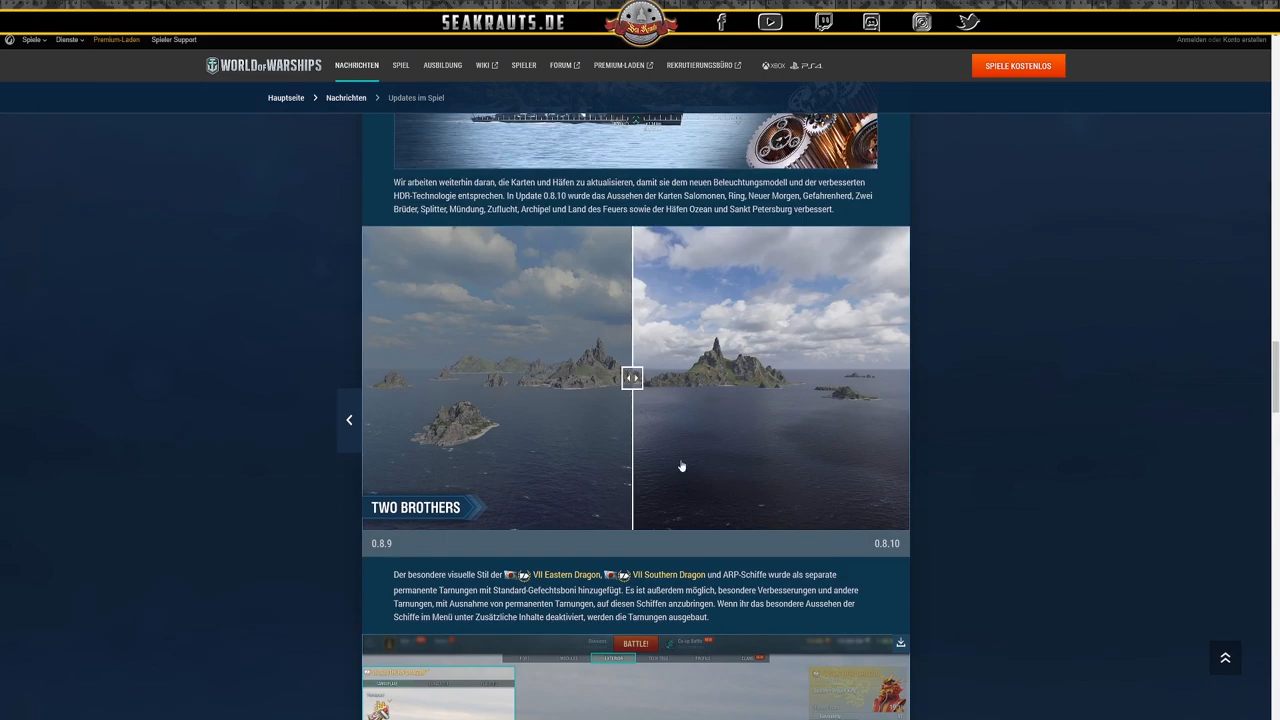 SEAKRAUTS.DE
Sea Krauts
Spiele Dienste Premium-Laden Spieler Support
Anmelden oder Konto erstellen
WORLD OF WARSHIPS
NACHRICHTEN SPIEL AUSBILDUNG WIKI SPIELER FORUM PREMIUM-LADEN REKRUTIERUNGSBÜRO XBOX PS4
SPIELE KOSTENLOS
Hauptseite Nachrichten Updates im Spiel
Wir arbeiten weiterhin daran, die Karten und Häfen zu aktualisieren, damit sie dem neuen Beleuchtungsmodell und der verbesserten
HDR-Technologie entsprechen. In Update 0.8.10 wurde das Aussehen der Karten Salomonen, Ring, Neuer Morgen, Gefahrenherd, Zwei
Brüder, Splitter, Mündung, Zuflucht, Archipel und Land des Feuers sowie der Häfen Ozean und Sankt Petersburg verbessert.
TWO BROTHERS
0.8.9
0.8.10
Der besondere visuelle Stil der VII Eastern Dragon, VII Southern Dragon und ARP-Schiffe wurde als separate
permanente Tarnungen mit Standard-Gefechtsboni hinzugefügt. Es ist außerdem möglich, besondere Verbesserungen und andere
Tarnungen, mit Ausnahme von permanenten Tarnungen, auf diesen Schiffen anzubringen. Wenn ihr das besondere Aussehen der
Schiffe im Menü unter Zusätzliche Inhalte deaktiviert, werden die Tarnungen ausgebaut.
BATTLE!
EXTERIOR